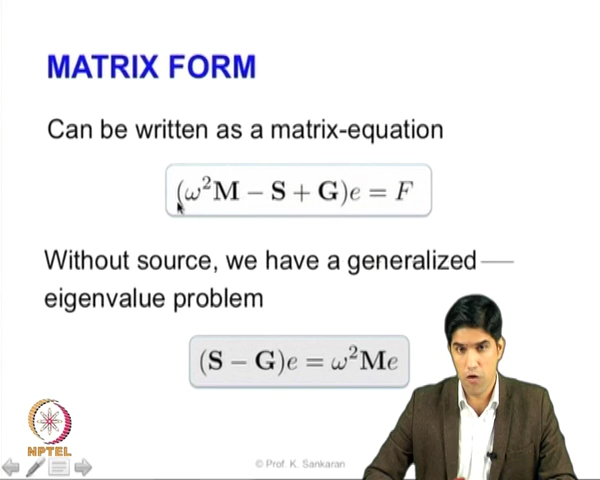 MATRIX FORM
Can be written as a matrix-equation
(ω²M − S + G)e = F
Without source, we have a generalized
eigenvalue problem
(S − G)e = ω²Me
NPTEL
© Prof. K. Sankaran